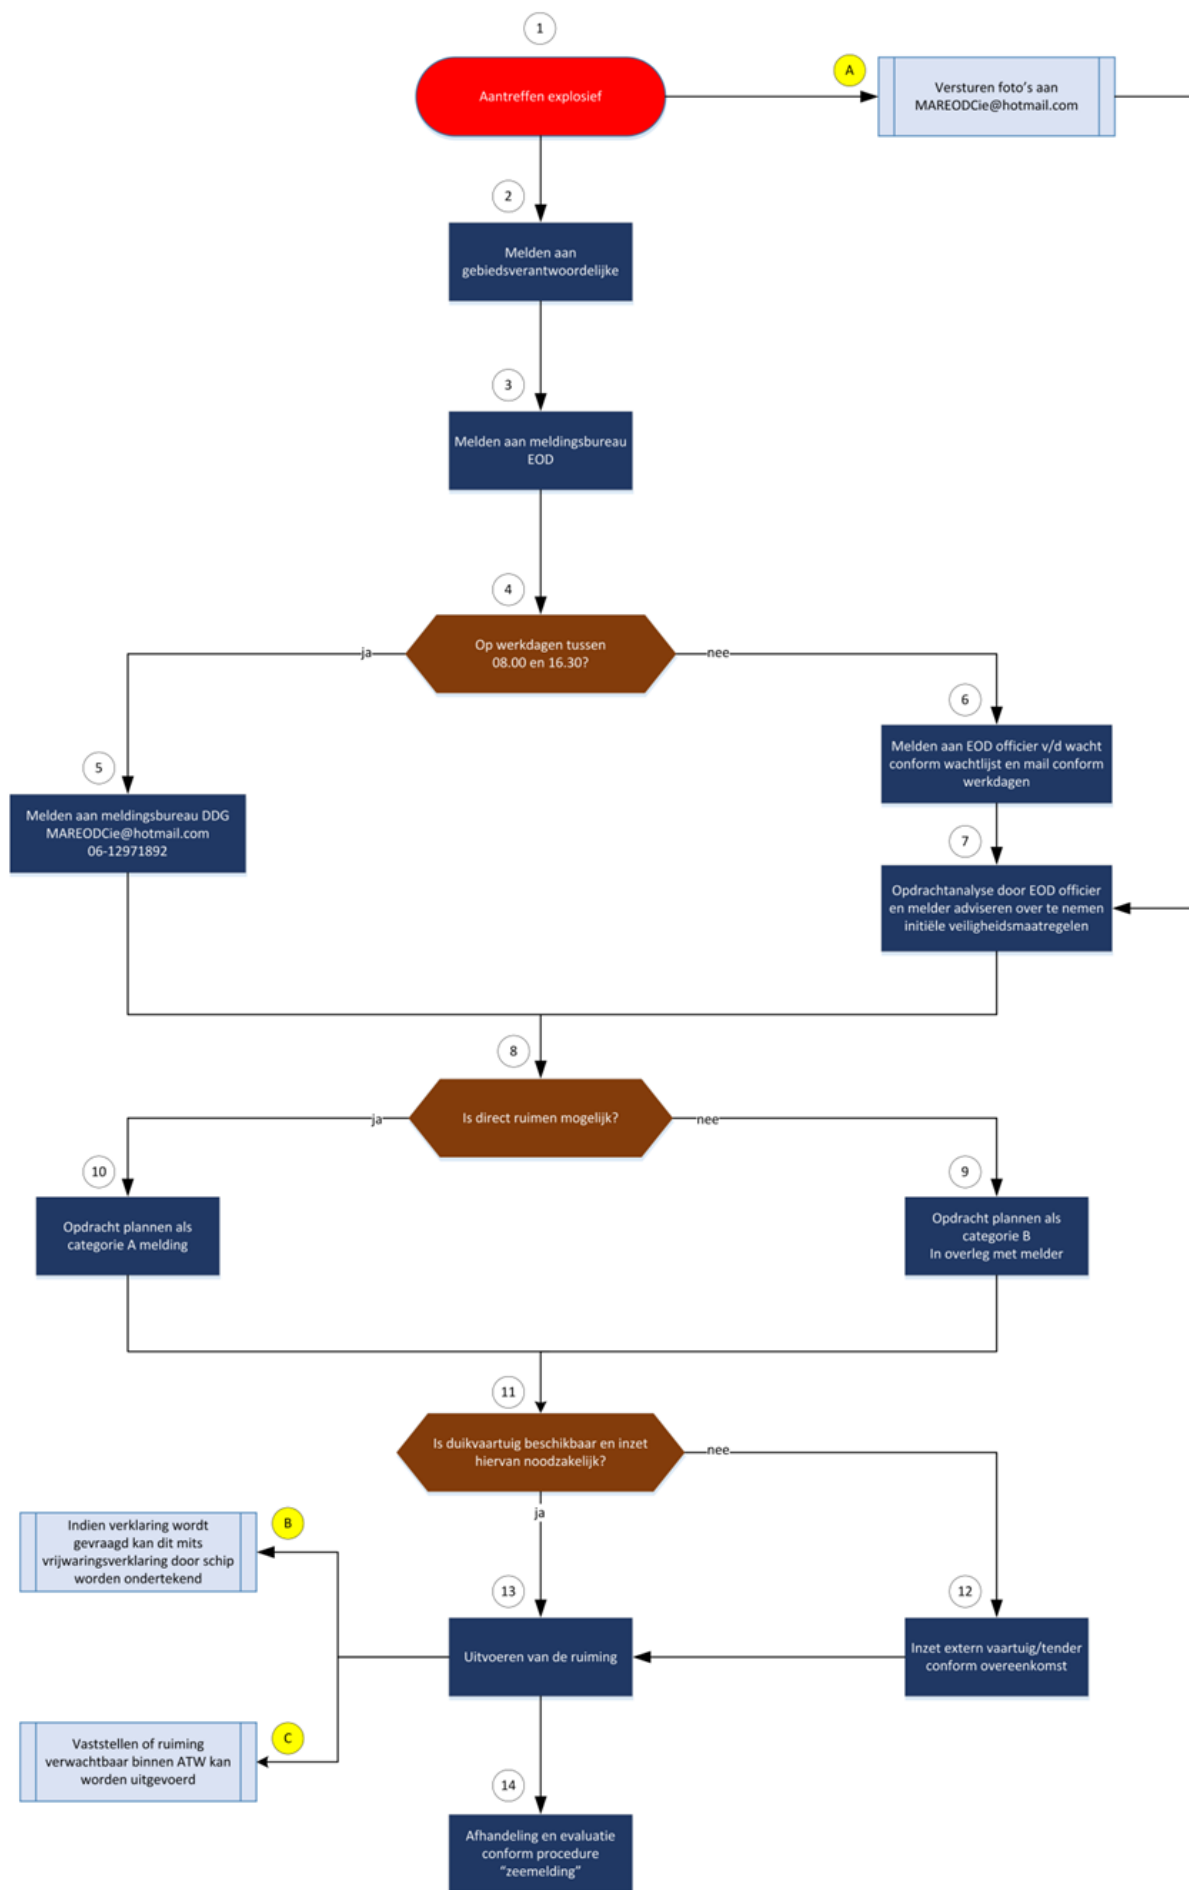 1
Aantreffen explosief
A
Versturen foto's aan
MAREODCie@hotmail.com
2
Melden aan
gebiedsverantwoordelijke
3
Melden aan meldingsbureau
EOD
4
Op werkdagen tussen
08.00 en 16.30?
ja
nee
5
Melden aan meldingsbureau DDG
MAREODCie@hotmail.com
06-12971892
6
Melden aan EOD officier v/d wacht
conform wachtlijst en mail conform
werkdagen
7
Opdrachtanalyse door EOD officier
en melder adviseren over te nemen
initiële veiligheidsmaatregelen
8
Is direct ruimen mogelijk?
ja
nee
10
Opdracht plannen als
categorie A melding
9
Opdracht plannen als
categorie B
In overleg met melder
11
Is duikvaartuig beschikbaar en inzet
hiervan noodzakelijk?
nee
ja
B
Indien verklaring wordt
gevraagd kan dit mits
vrijwaringsverklaring door schip
worden ondertekend
13
Uitvoeren van de ruiming
12
Inzet extern vaartuig/tender
conform overeenkomst
C
Vaststellen of ruiming
verwachtbaar binnen ATW kan
worden uitgevoerd
14
Afhandeling en evaluatie
conform procedure
"zeemelding"